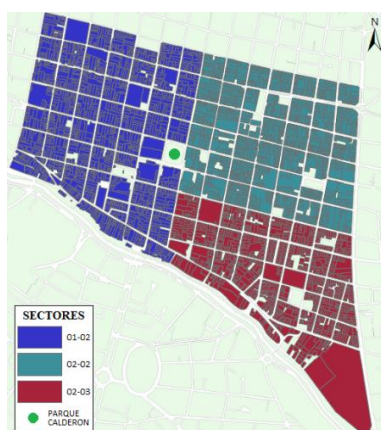 N
SECTORES
01-02
02-02
02-03
PARQUE
CALDERON